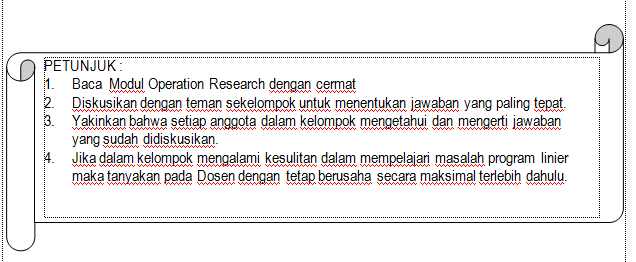 PETUNJUK :
1. Baca Modul Operation Research dengan cermat
2. Diskusikan dengan teman sekelompok untuk menentukan jawaban yang paling tepat.
3. Yakinkan bahwa setiap anggota dalam kelompok mengetahui dan mengerti jawaban
yang sudah didiskusikan.
4. Jika dalam kelompok mengalami kesulitan dalam mempelajari masalah program linier
maka tanyakan pada Dosen dengan tetap berusaha secara maksimal terlebih dahulu.